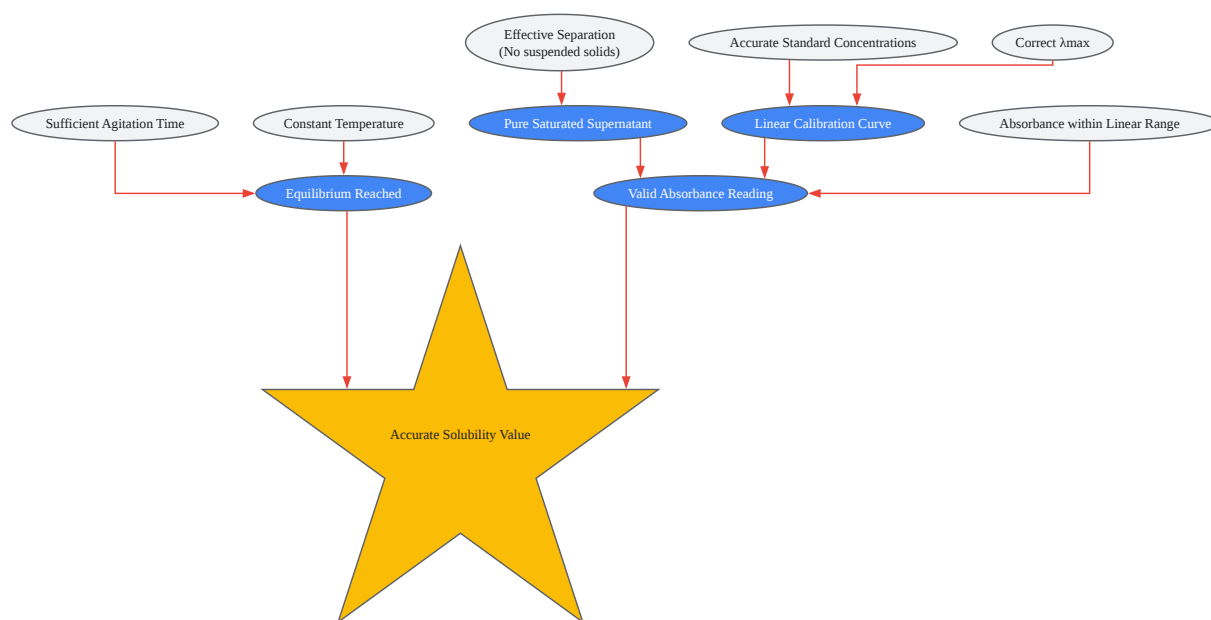 Effective Separation
(No suspended solids)
Accurate Standard Concentrations
Correct λmax
Sufficient Agitation Time
Constant Temperature
Pure Saturated Supernatant
Linear Calibration Curve
Absorbance within Linear Range
Equilibrium Reached
Valid Absorbance Reading
Accurate Solubility Value